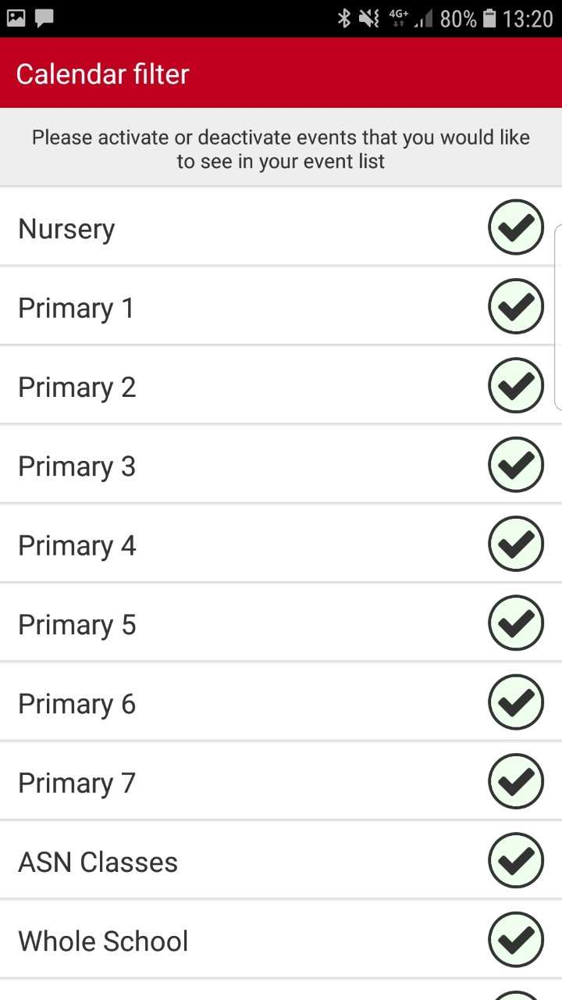 4G+ 80% 13:20
Calendar filter
Please activate or deactivate events that you would like
to see in your event list
Nursery
Primary 1
Primary 2
Primary 3
Primary 4
Primary 5
Primary 6
Primary 7
ASN Classes
Whole School